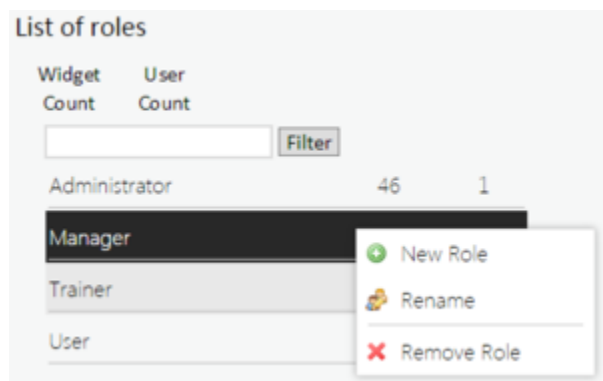 List of roles
Widget User
Count Count
Filter
Administrator 46 1
Manager
New Role
Trainer
Rename
User
Remove Role